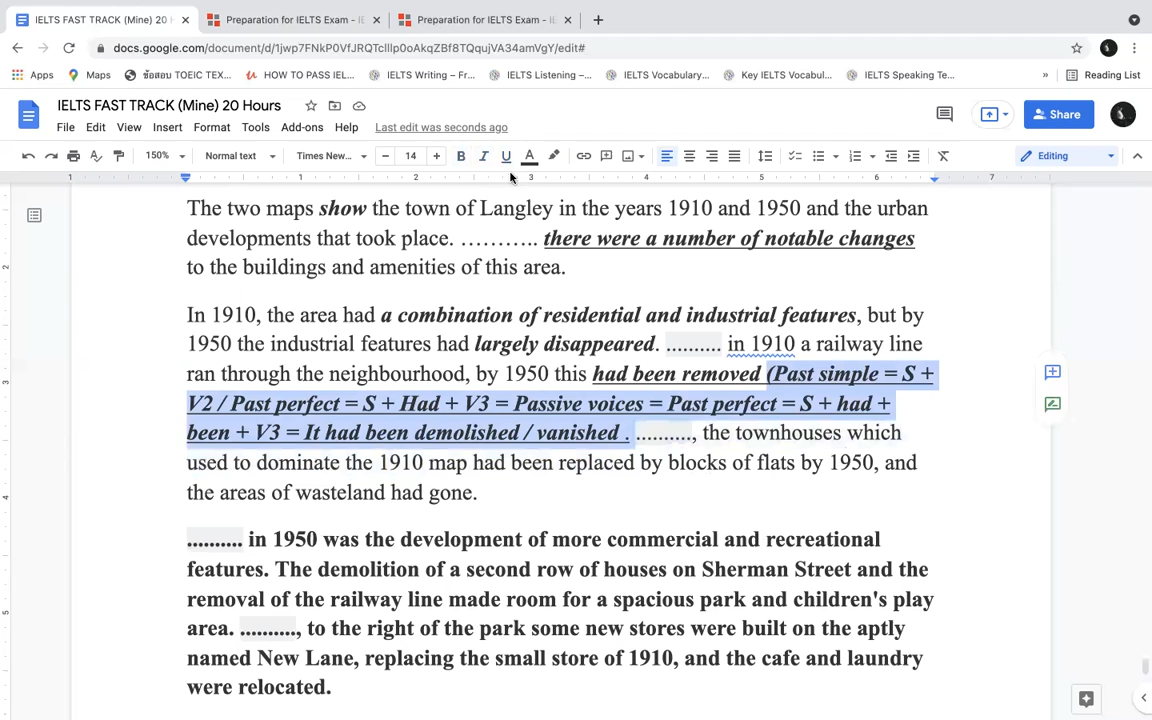 IELTS FAST TRACK (Mine) 20 H
Preparation for IELTS Exam - I
Preparation for IELTS Exam - I
docs.google.com/document/d/1jwp7FNkP0VfJRQTclllp0oAkqZBf8TQqujVA34amVgY/edit#
Apps Maps ข้อสอบ TOEIC TEX... HOW TO PASS IEL... IELTS Writing – Fr... IELTS Listening –... IELTS Vocabulary... Key IELTS Vocabul... IELTS Speaking Te... » Reading List
IELTS FAST TRACK (Mine) 20 Hours
File Edit View Insert Format Tools Add-ons Help Last edit was seconds ago
Share
150% Normal text Times New... 14 B I U A Editing
1 1 2 3 4 5 6 7
The two maps show the town of Langley in the years 1910 and 1950 and the urban
developments that took place. ……….. there were a number of notable changes
to the buildings and amenities of this area.
In 1910, the area had a combination of residential and industrial features, but by
1950 the industrial features had largely disappeared. .......... in 1910 a railway line
ran through the neighbourhood, by 1950 this had been removed (Past simple = S +
V2 / Past perfect = S + Had + V3 = Passive voices = Past perfect = S + had +
been + V3 = It had been demolished / vanished . .........., the townhouses which
used to dominate the 1910 map had been replaced by blocks of flats by 1950, and
the areas of wasteland had gone.
.......... in 1950 was the development of more commercial and recreational
features. The demolition of a second row of houses on Sherman Street and the
removal of the railway line made room for a spacious park and children's play
area. .........., to the right of the park some new stores were built on the aptly
named New Lane, replacing the small store of 1910, and the cafe and laundry
were relocated.
2
3
4
5